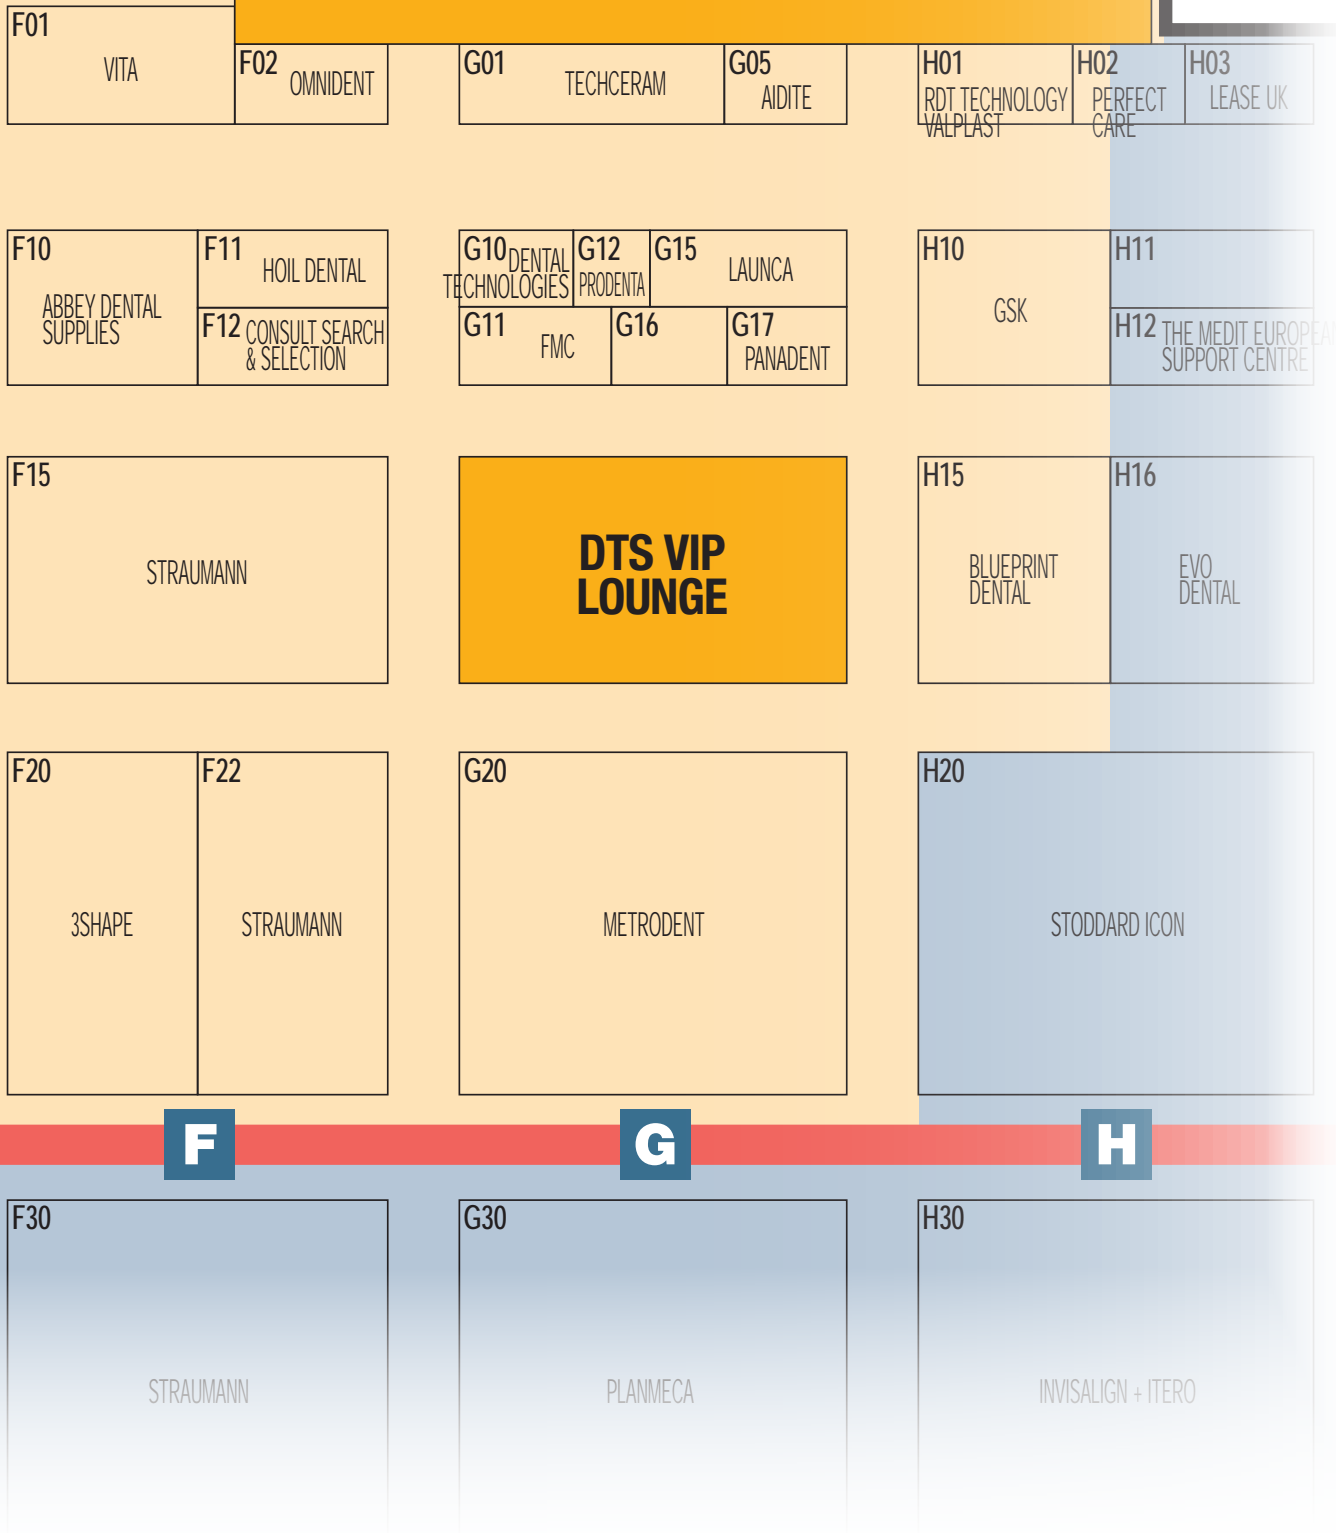 F01
VITA
F02
OMNIDENT
G01
TECHCERAM
G05
AIDITE
H01
RDT TECHNOLOGY
VALPLAST
H02
PERFECT
CARE
H03
LEASE UK
F10
ABBEY DENTAL
SUPPLIES
F11
HOIL DENTAL
F12
CONSULT SEARCH
& SELECTION
G10
DENTAL
TECHNOLOGIES
G12
PRODENTA
G15
LAUNCA
G11
FMC
G16
G17
PANADENT
H10
GSK
H11
H12
THE MEDIT EUROPEA
SUPPORT CENTRE
F15
STRAUMANN
DTS VIP
LOUNGE
H15
BLUEPRINT
DENTAL
H16
EVO
DENTAL
F20
3SHAPE
F22
STRAUMANN
G20
METRODENT
H20
STODDARD ICON
F
G
H
F30
STRAUMANN
G30
PLANMECA
H30
INVISALIGN + ITERO